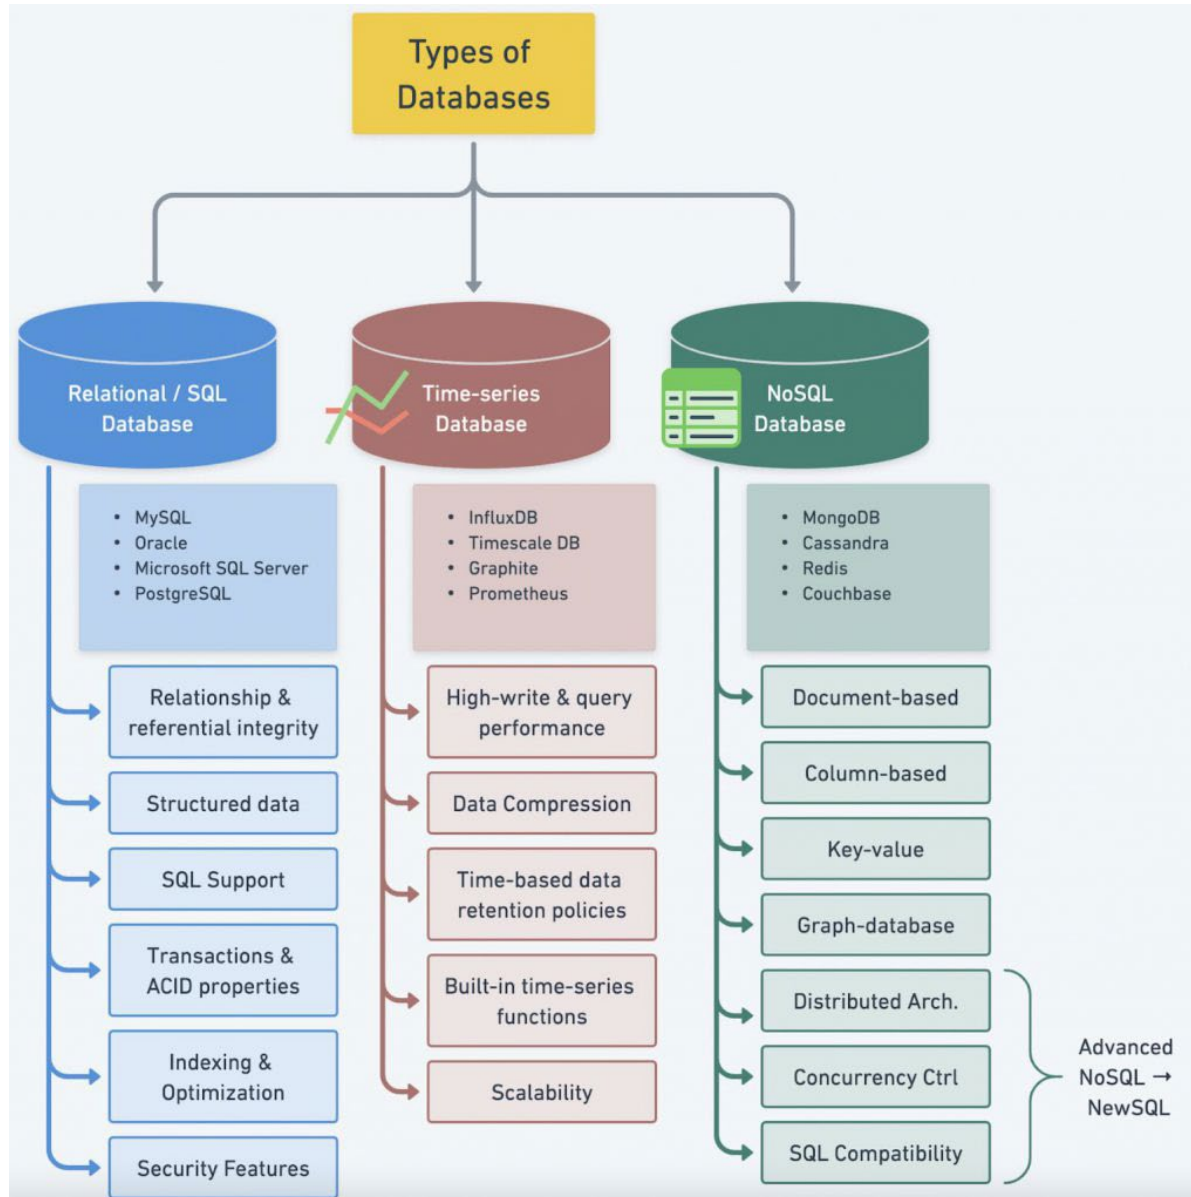 Types of
Databases
Relational / SQL
Database
• MySQL
• Oracle
• Microsoft SQL Server
• PostgreSQL
Relationship &
referential integrity
Structured data
SQL Support
Transactions &
ACID properties
Indexing &
Optimization
Security Features
Time-series
Database
• InfluxDB
• Timescale DB
• Graphite
• Prometheus
High-write & query
performance
Data Compression
Time-based data
retention policies
Built-in time-series
functions
Scalability
NoSQL
Database
• MongoDB
• Cassandra
• Redis
• Couchbase
Document-based
Column-based
Key-value
Graph-database
Distributed Arch.
Concurrency Ctrl
SQL Compatibility
Advanced
NoSQL →
NewSQL